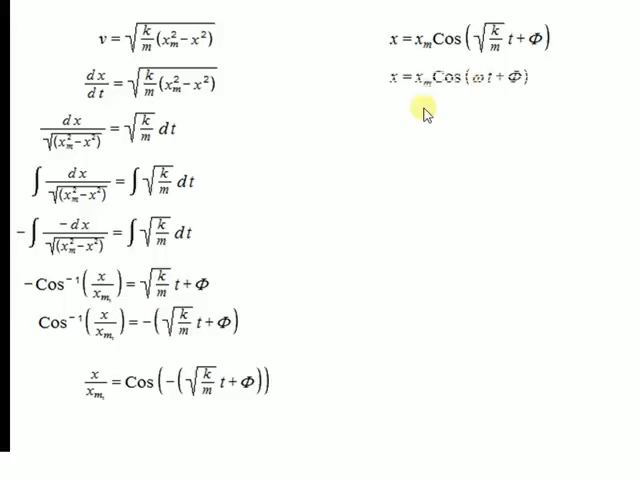 v = √(k/m (x_m² − x²))
dx/dt = √(k/m (x_m² − x²))
dx/√(x_m² − x²) = √(k/m) dt
∫ dx/√(x_m² − x²) = ∫ √(k/m) dt
−∫ −dx/√(x_m² − x²) = ∫ √(k/m) dt
−Cos⁻¹(x/x_m) = √(k/m) t + Φ
Cos⁻¹(x/x_m) = −(√(k/m) t + Φ)
x/x_m = Cos(−(√(k/m) t + Φ))
x = x_m Cos(√(k/m) t + Φ)
x = x_m Cos(ω t + Φ)